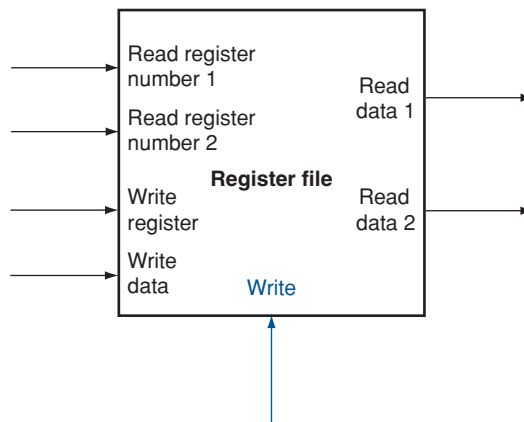 Read register
number 1
Read register
number 2
Register file
Write
register
Write
data
Read
data 1
Read
data 2
Write